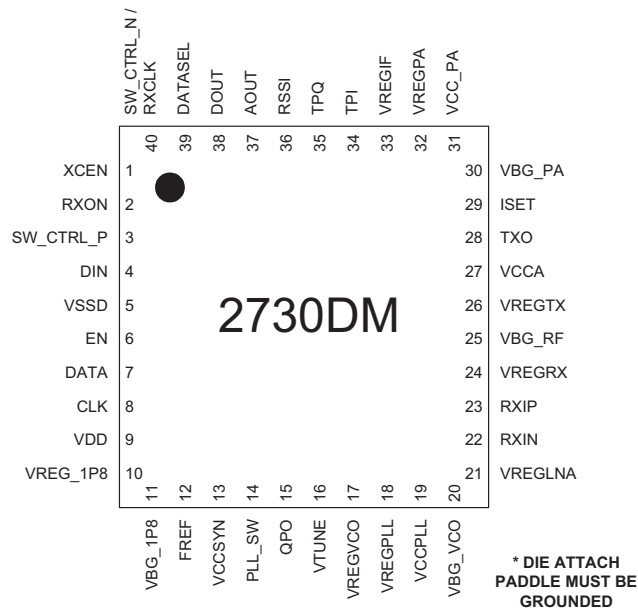 SW_CTRL_N /
RXCLK
DATASEL
DOUT
AOUT
RSSI
TPQ
TPI
VREGIF
VREGPA
VCC_PA
40
39
38
37
36
35
34
33
32
31
XCEN 1
RXON 2
SW_CTRL_P 3
DIN 4
VSSD 5
EN 6
DATA 7
CLK 8
VDD 9
VREG_1P8 10
2730DM
30 VBG_PA
29 ISET
28 TXO
27 VCCA
26 VREGTX
25 VBG_RF
24 VREGRX
23 RXIP
22 RXIN
21 VREGLNA
11
12
13
14
15
16
17
18
19
20
VBG_1P8
FREF
VCCSYN
PLL_SW
QPO
VTUNE
VREGVCO
VREGPLL
VCCPLL
VBG_VCO
* DIE ATTACH
PADDLE MUST BE
GROUNDED